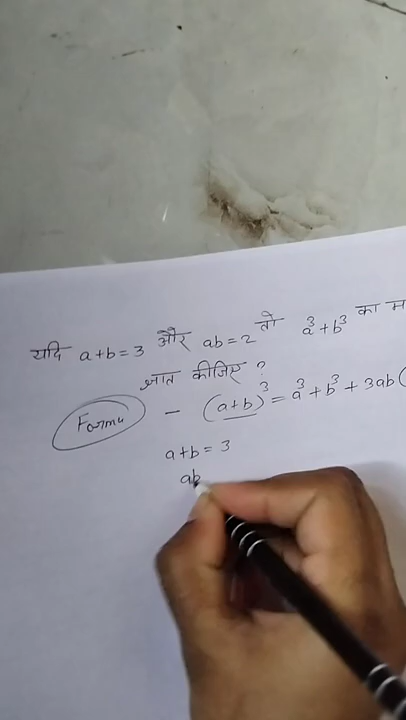 यदि a+b=3 और ab=2 तो a³+b³ का
ज्ञात कीजिए ?
Formu - (a+b)³ = a³+b³+3ab(
a+b=3
ab